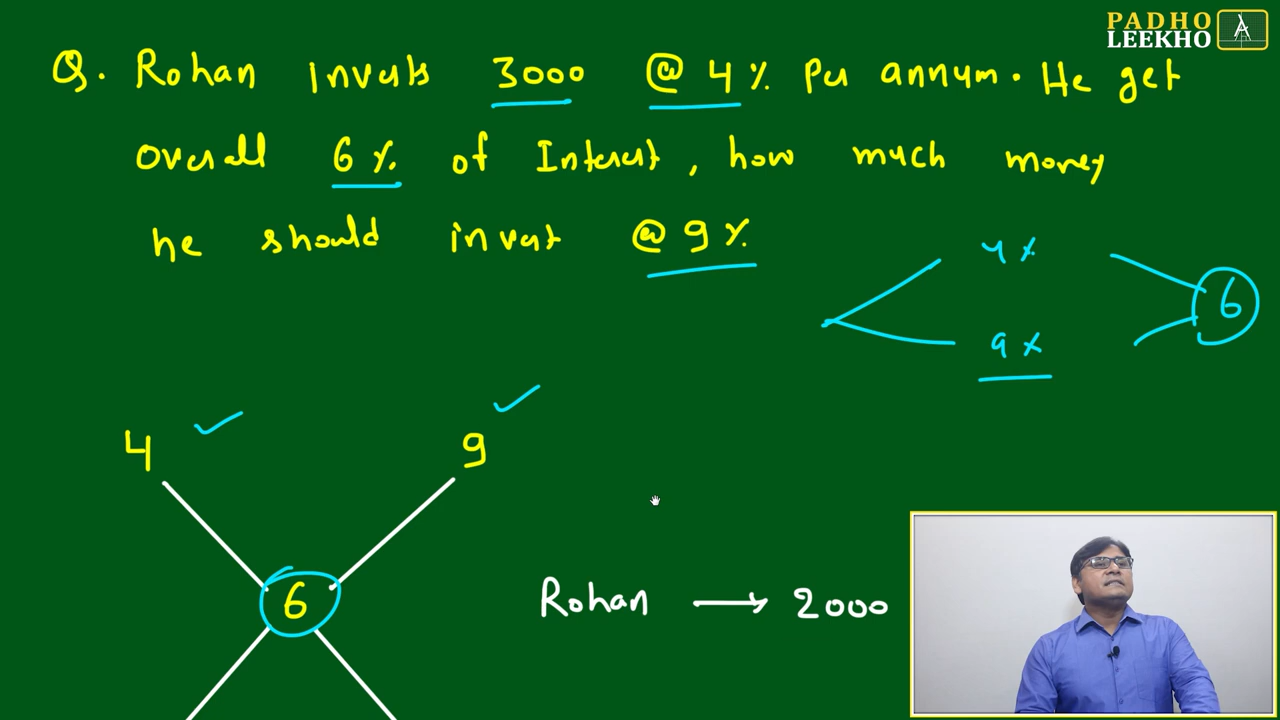 PADHO
LEEKHO
Q. Rohan invests 3000 @ 4% Per annum. He get
overall 6% of Interest, how much money
he should invest @ 9%
4%
6
9%
4 9
6
Rohan → 2000